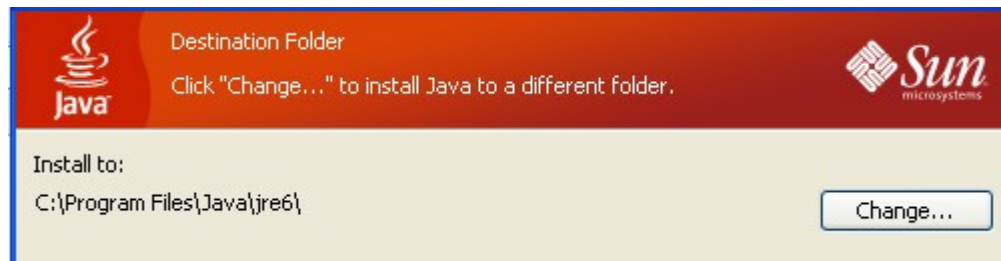 Java
Destination Folder
Click "Change..." to install Java to a different folder.
Sun
microsystems
Install to:
C:\Program Files\Java\jre6\
Change...